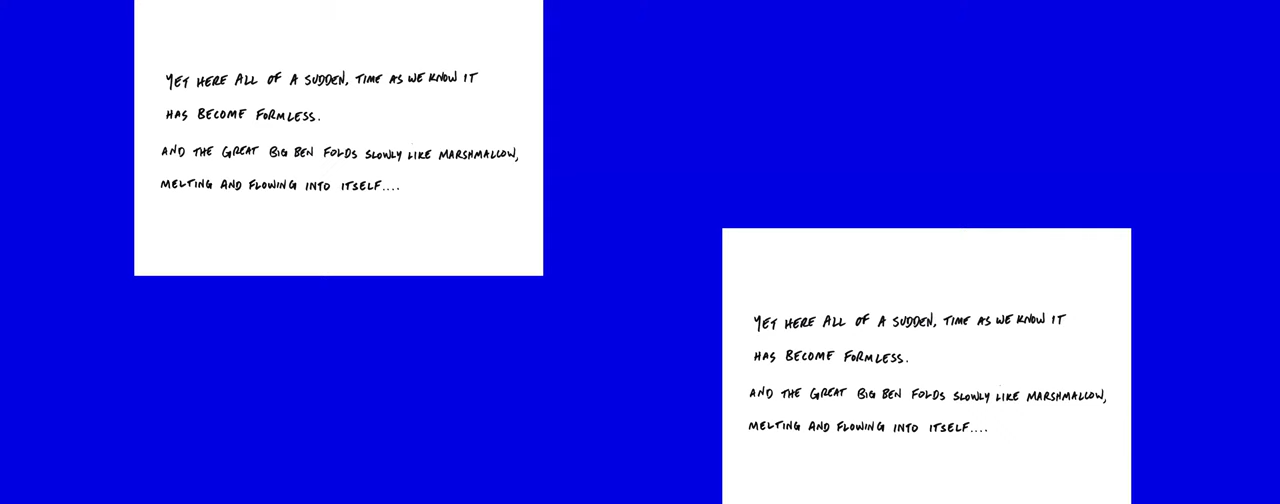 YET HERE ALL OF A SUDDEN, TIME AS WE KNOW IT
HAS BECOME FORMLESS.
AND THE GREAT BIG BEN FOLDS SLOWLY LIKE MARSHMALLOW,
MELTING AND FLOWING INTO ITSELF....
YET HERE ALL OF A SUDDEN, TIME AS WE KNOW IT
HAS BECOME FORMLESS.
AND THE GREAT BIG BEN FOLDS SLOWLY LIKE MARSHMALLOW,
MELTING AND FLOWING INTO ITSELF....